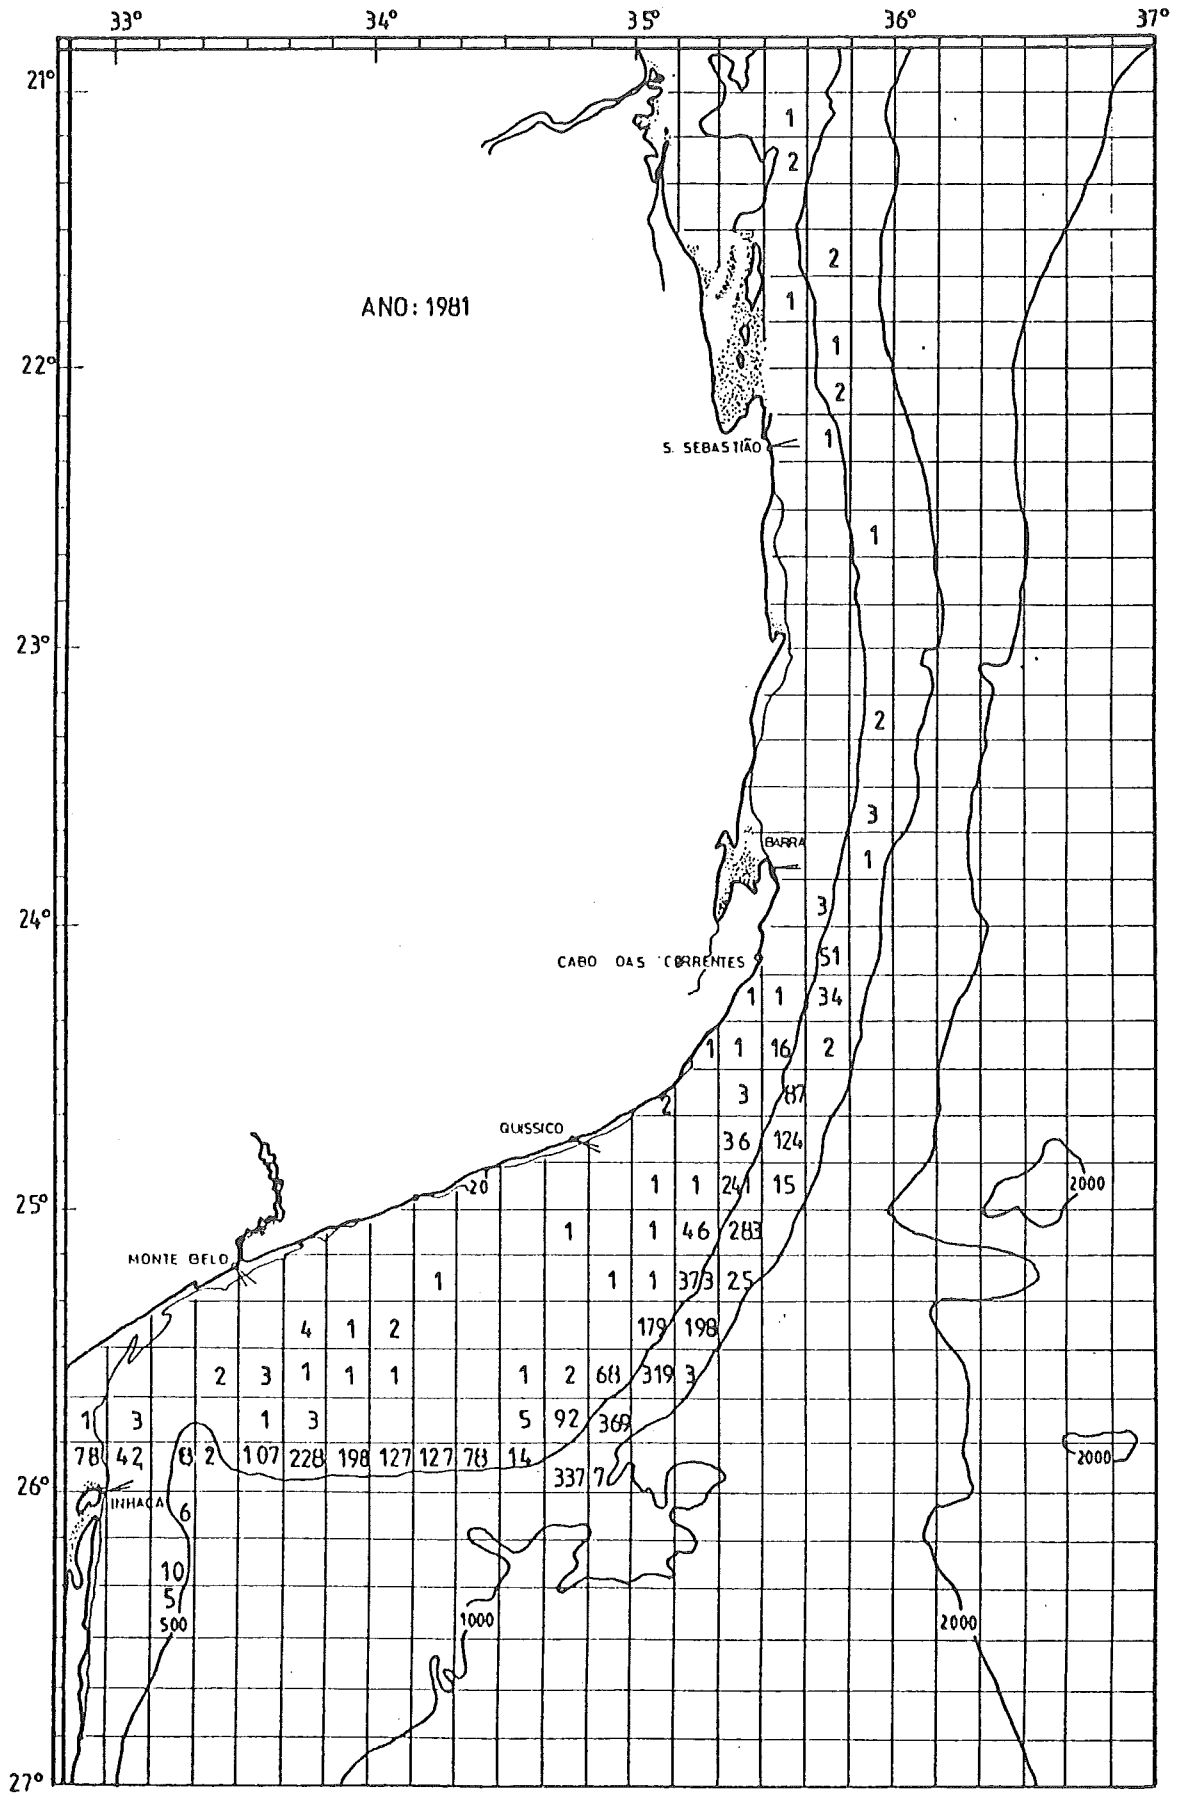 33° 34° 35° 36° 37°
21°
1
2
2
ANO: 1981
1
1
22°
2
1
S. SEBASTIÃO
1
23°
2
3
BARRA
1
3
24°
51
CABO DAS CORRENTES
1 1 34
1 1 16 2
3 87
2
QUISSICO
36 124
20 1 1 241 15 2000
25°
1 1 46 283
MONTE BELO
1 1 1 373 25
4 1 2 179 198
2 3 1 1 1 1 2 68 319 3
1 3 1 3 5 92 369
78 42 8 2 107 228 198 127 127 78 14 2000
337 7
26°
INHACA
6
10
5
500 1000 2000
27°